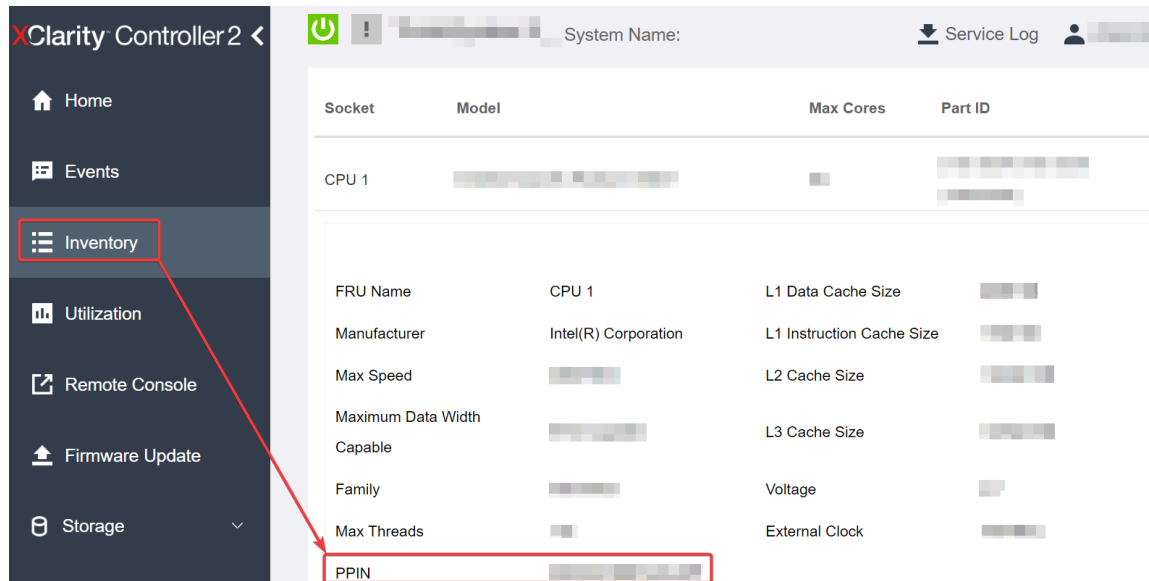 XClarity Controller 2
Home
Events
Inventory
Utilization
Remote Console
Firmware Update
Storage
System Name:
Service Log
Socket Model Max Cores Part ID
CPU 1
FRU Name CPU 1 L1 Data Cache Size
Manufacturer Intel(R) Corporation L1 Instruction Cache Size
Max Speed L2 Cache Size
Maximum Data Width
Capable
L3 Cache Size
Family Voltage
Max Threads External Clock
PPIN